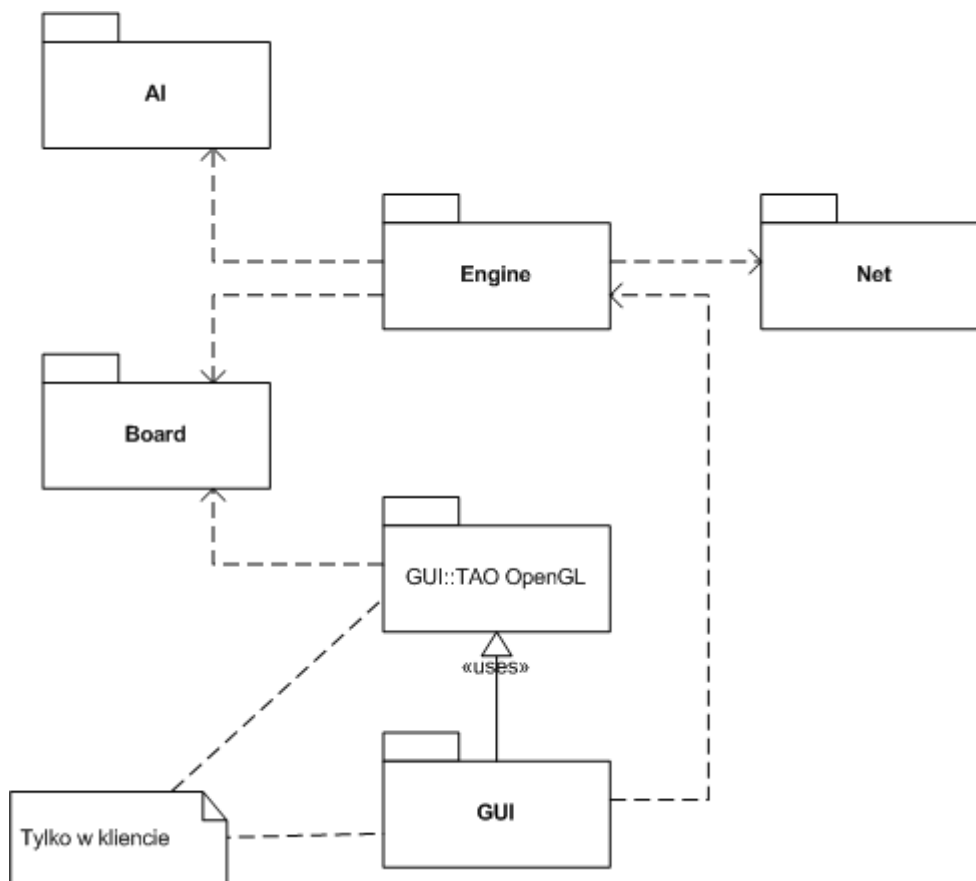 AI
Engine
Net
Board
GUI::TAO OpenGL
«uses»
GUI
Tylko w kliencie